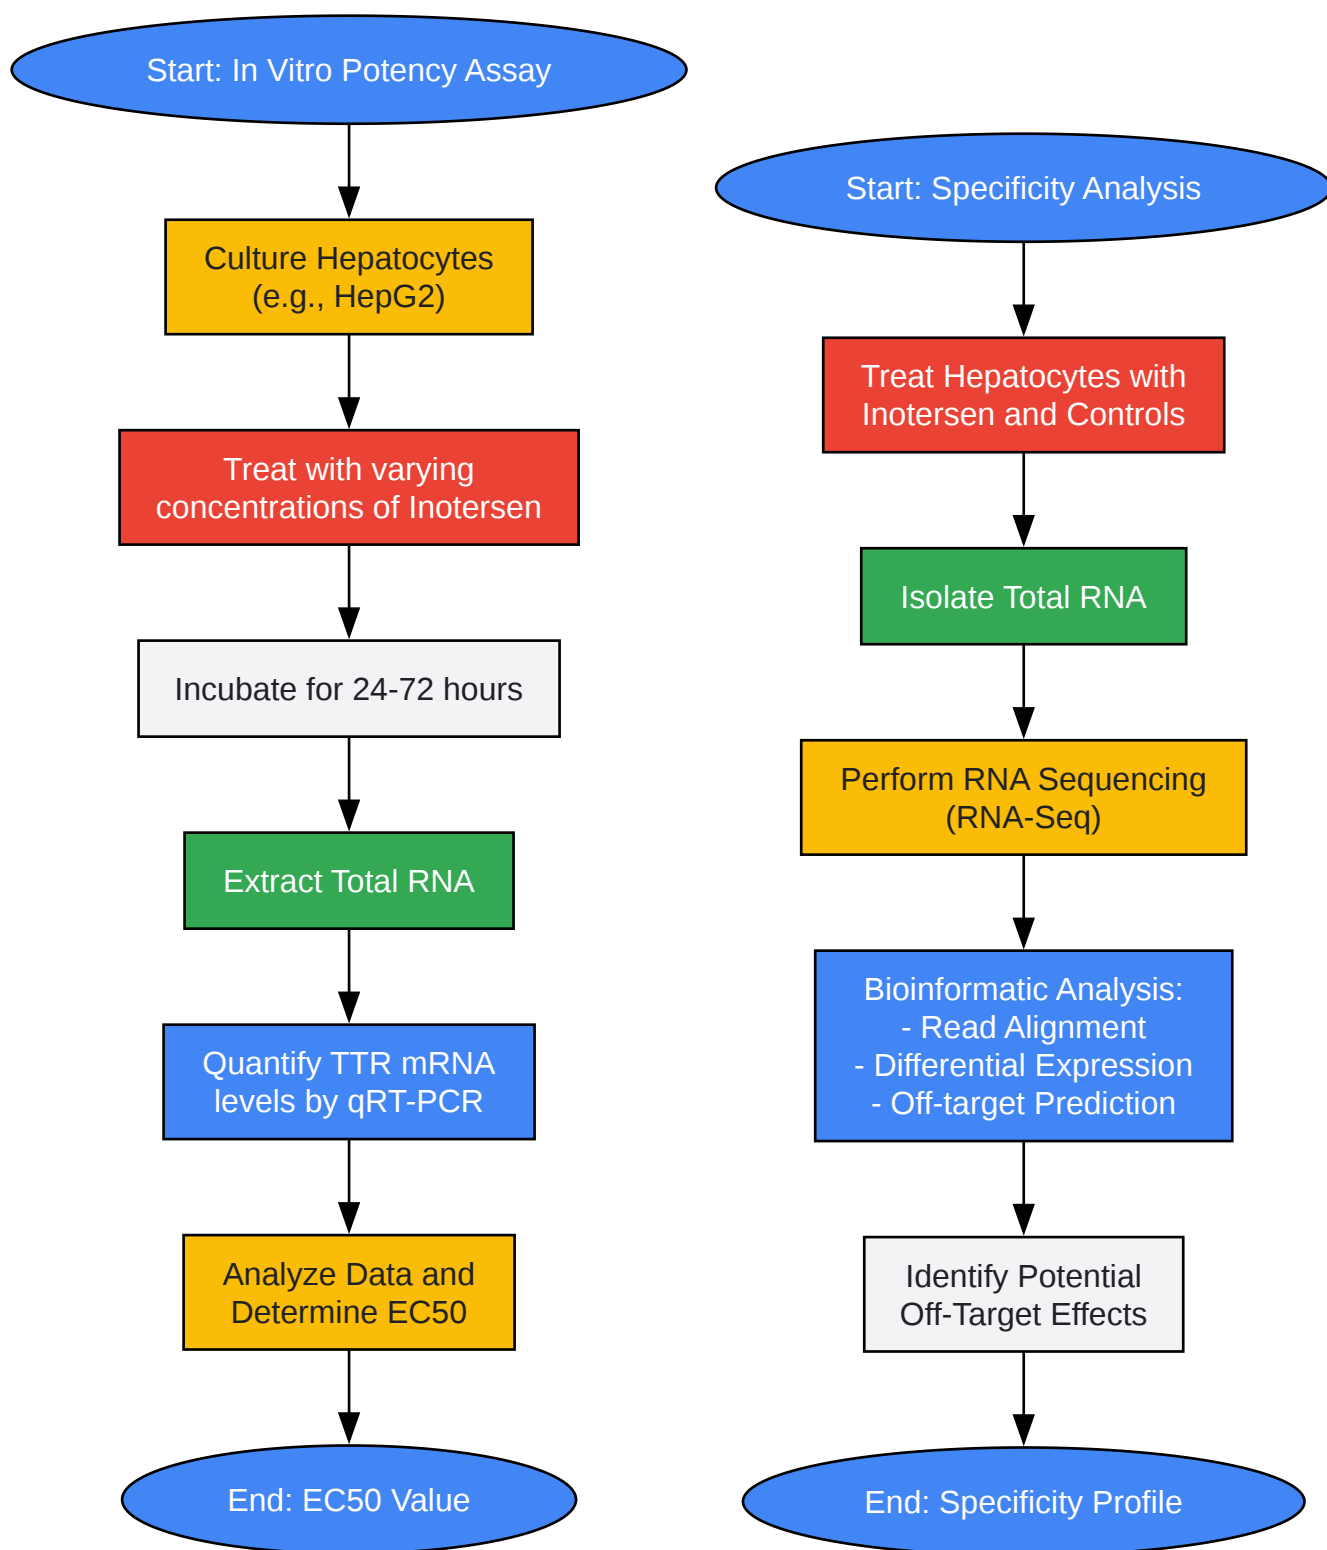 Start: In Vitro Potency Assay
Culture Hepatocytes
(e.g., HepG2)
Treat with varying
concentrations of Inotersen
Incubate for 24-72 hours
Extract Total RNA
Quantify TTR mRNA
levels by qRT-PCR
Analyze Data and
Determine EC50
End: EC50 Value
Start: Specificity Analysis
Treat Hepatocytes with
Inotersen and Controls
Isolate Total RNA
Perform RNA Sequencing
(RNA-Seq)
Bioinformatic Analysis:
- Read Alignment
- Differential Expression
- Off-target Prediction
Identify Potential
Off-Target Effects
End: Specificity Profile